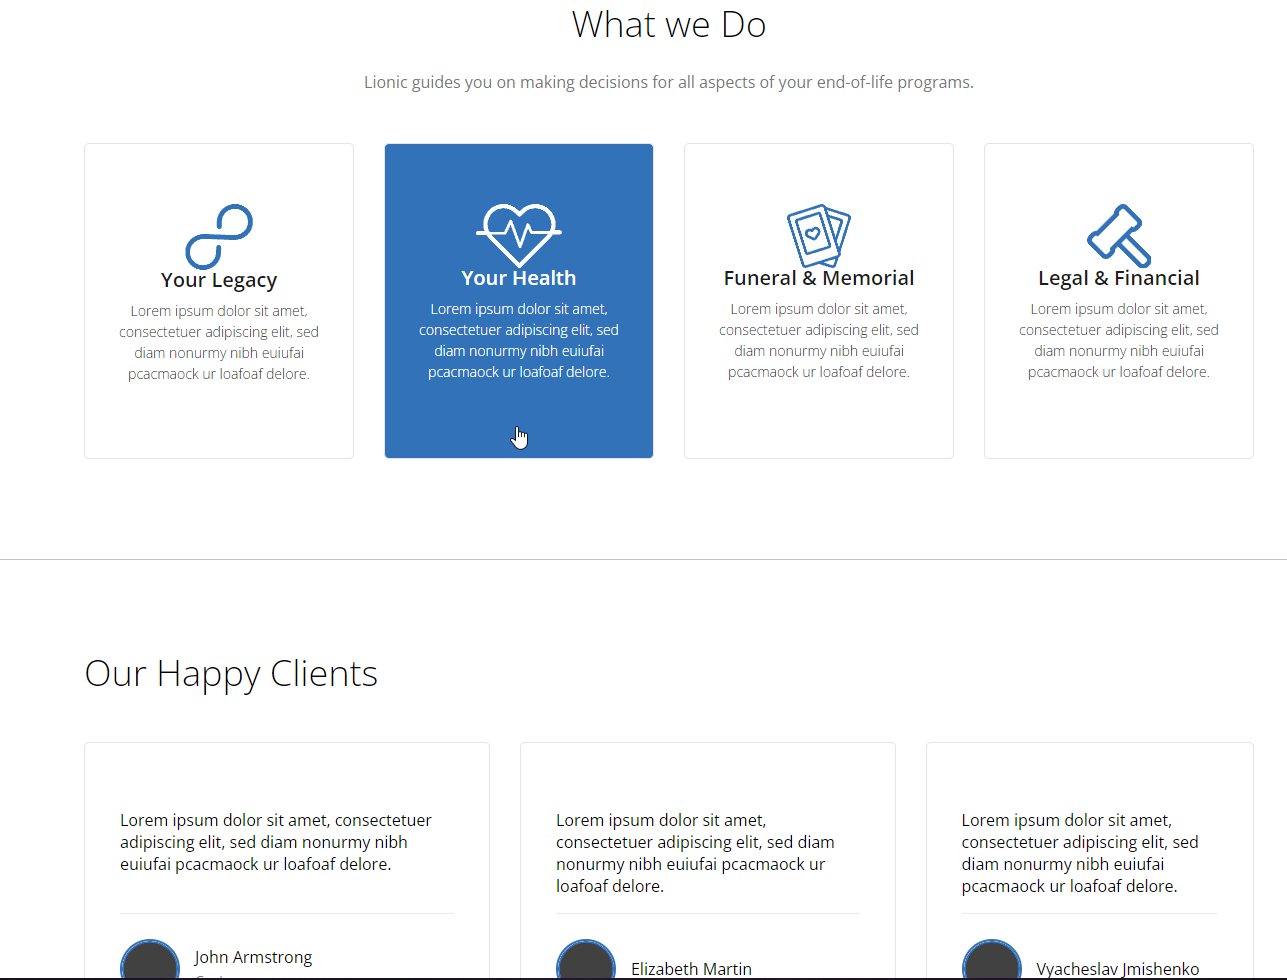 What we Do
Lionic guides you on making decisions for all aspects of your end-of-life programs.
Your Legacy
Lorem ipsum dolor sit amet,
consectetuer adipiscing elit, sed
diam nonurmy nibh euiufai
pcacmaock ur loafoaf delore.
Your Health
Lorem ipsum dolor sit amet,
consectetuer adipiscing elit, sed
diam nonurmy nibh euiufai
pcacmaock ur loafoaf delore.
Funeral & Memorial
Lorem ipsum dolor sit amet,
consectetuer adipiscing elit, sed
diam nonurmy nibh euiufai
pcacmaock ur loafoaf delore.
Legal & Financial
Lorem ipsum dolor sit amet,
consectetuer adipiscing elit, sed
diam nonurmy nibh euiufai
pcacmaock ur loafoaf delore.
Our Happy Clients
Lorem ipsum dolor sit amet, consectetuer
adipiscing elit, sed diam nonurmy nibh
euiufai pcacmaock ur loafoaf delore.
John Armstrong
Lorem ipsum dolor sit amet,
consectetuer adipiscing elit, sed diam
nonurmy nibh euiufai pcacmaock ur
loafoaf delore.
Elizabeth Martin
Lorem ipsum dolor sit amet,
consectetuer adipiscing elit, sed
diam nonurmy nibh euiufai
pcacmaock ur loafoaf delore.
Vyacheslav Jmishenko